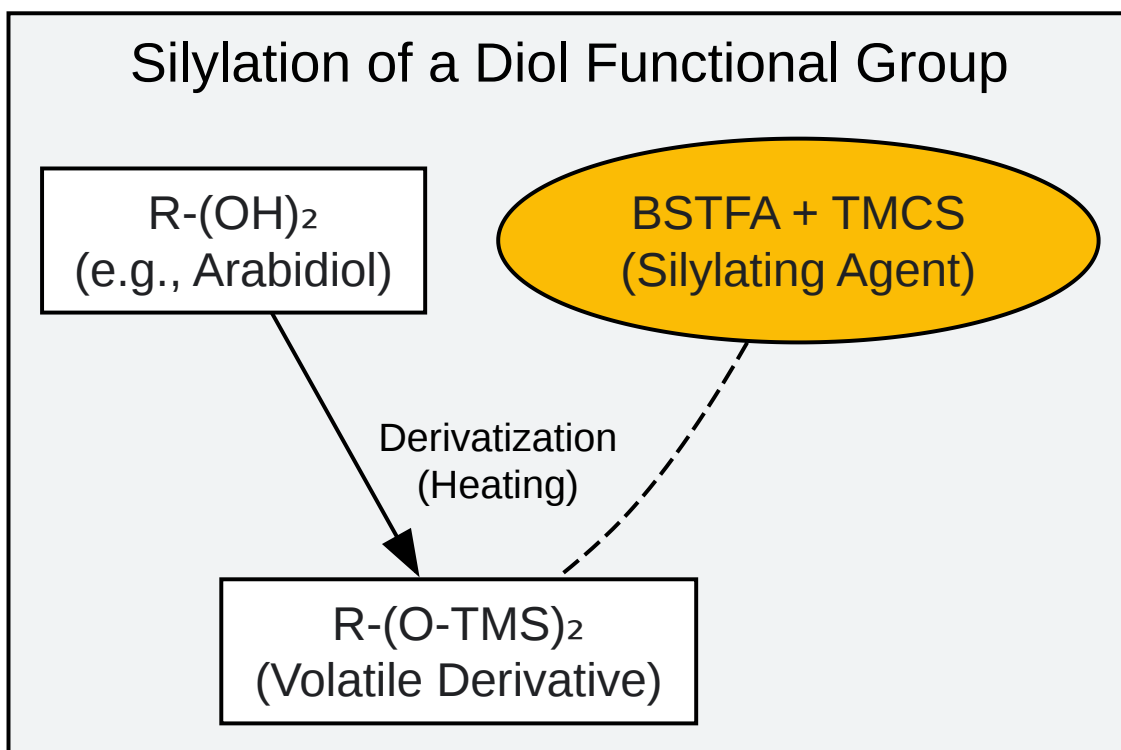 Silylation of a Diol Functional Group
R-(OH)₂
(e.g., Arabidiol)
BSTFA + TMCS
(Silylating Agent)
Derivatization
(Heating)
R-(O-TMS)₂
(Volatile Derivative)